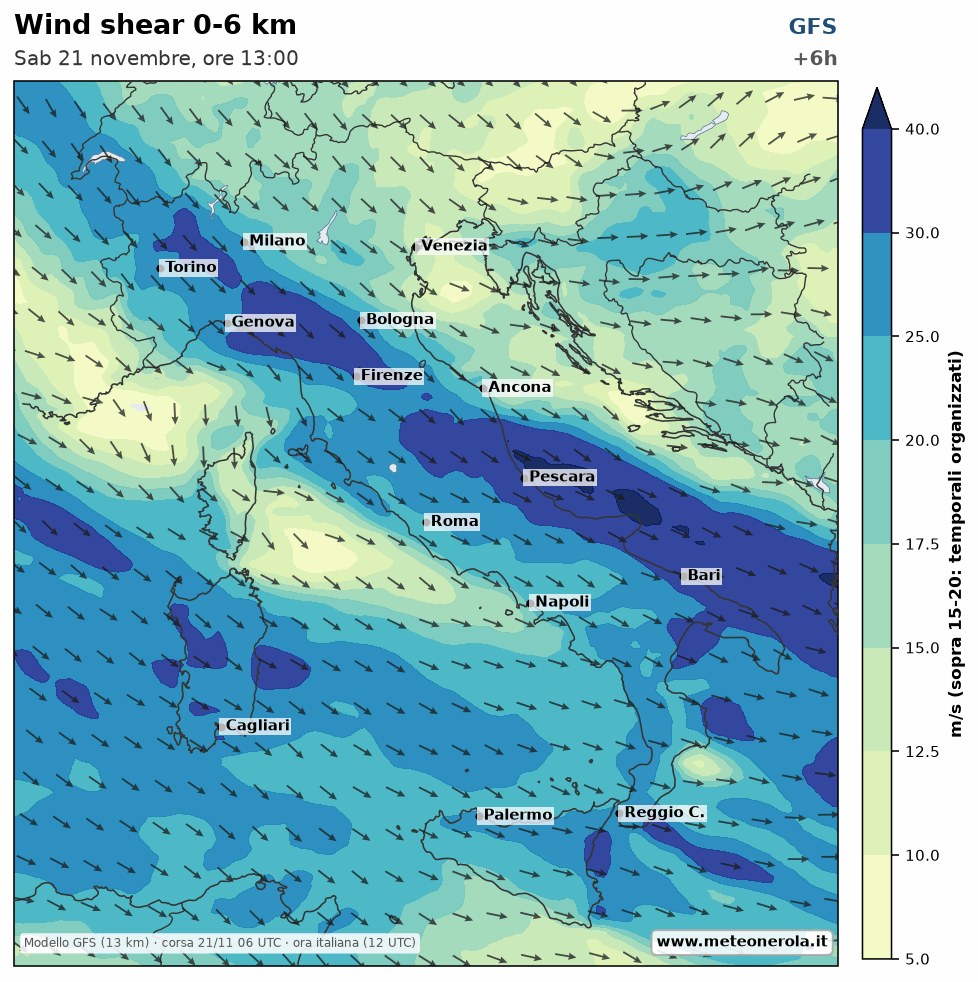 Wind shear 0-6 km
GFS
Sab 21 novembre, ore 13:00
+6h
40.0
30.0
25.0
20.0
17.5
15.0
12.5
10.0
5.0
m/s (sopra 15-20: temporali organizzati)
Milano
Venezia
Torino
Genova
Bologna
Firenze
Ancona
Pescara
Roma
Bari
Napoli
Cagliari
Palermo
Reggio C.
Modello GFS (13 km) · corsa 21/11 06 UTC · ora italiana (12 UTC)
www.meteonerola.it